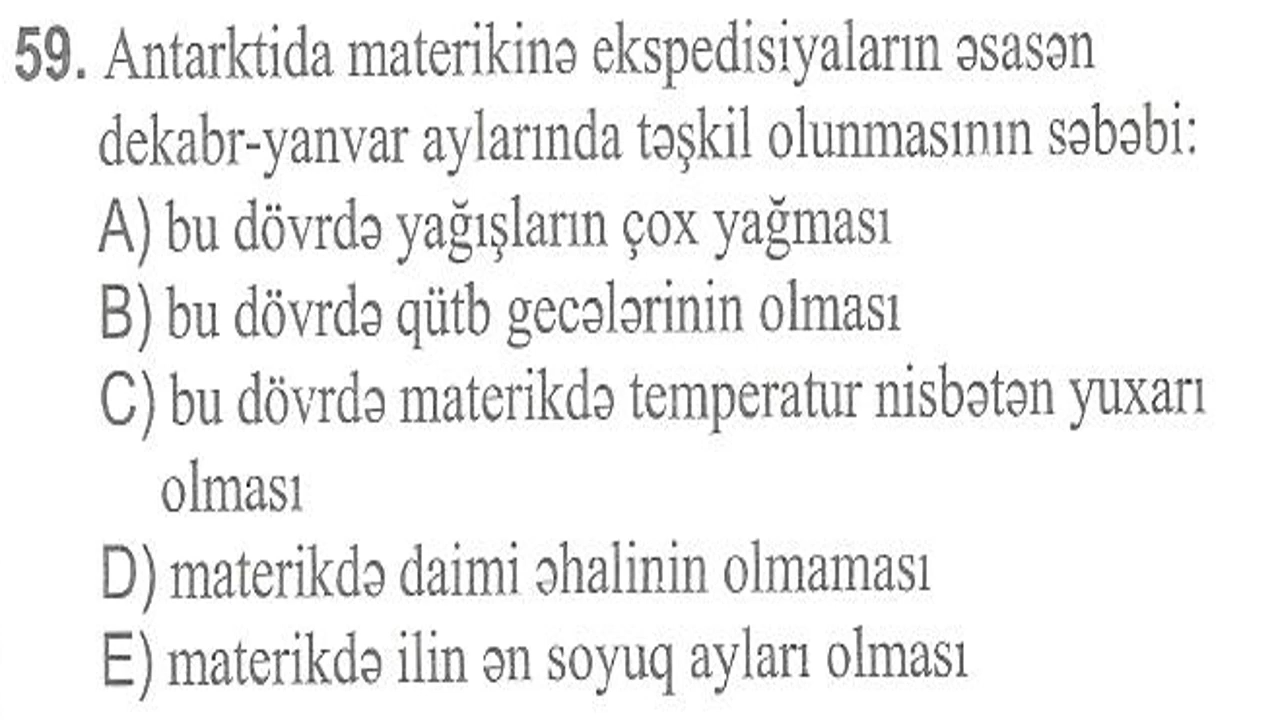 59. Antarktida materikinə ekspedisiyaların əsasən
dekabr-yanvar aylarında təşkil olunmasının səbəbi:
A) bu dövrdə yağışların çox yağması
B) bu dövrdə qütb gecələrinin olması
C) bu dövrdə materikdə temperatur nisbətən yuxarı
olması
D) materikdə daimi əhalinin olmaması
E) materikdə ilin ən soyuq ayları olması